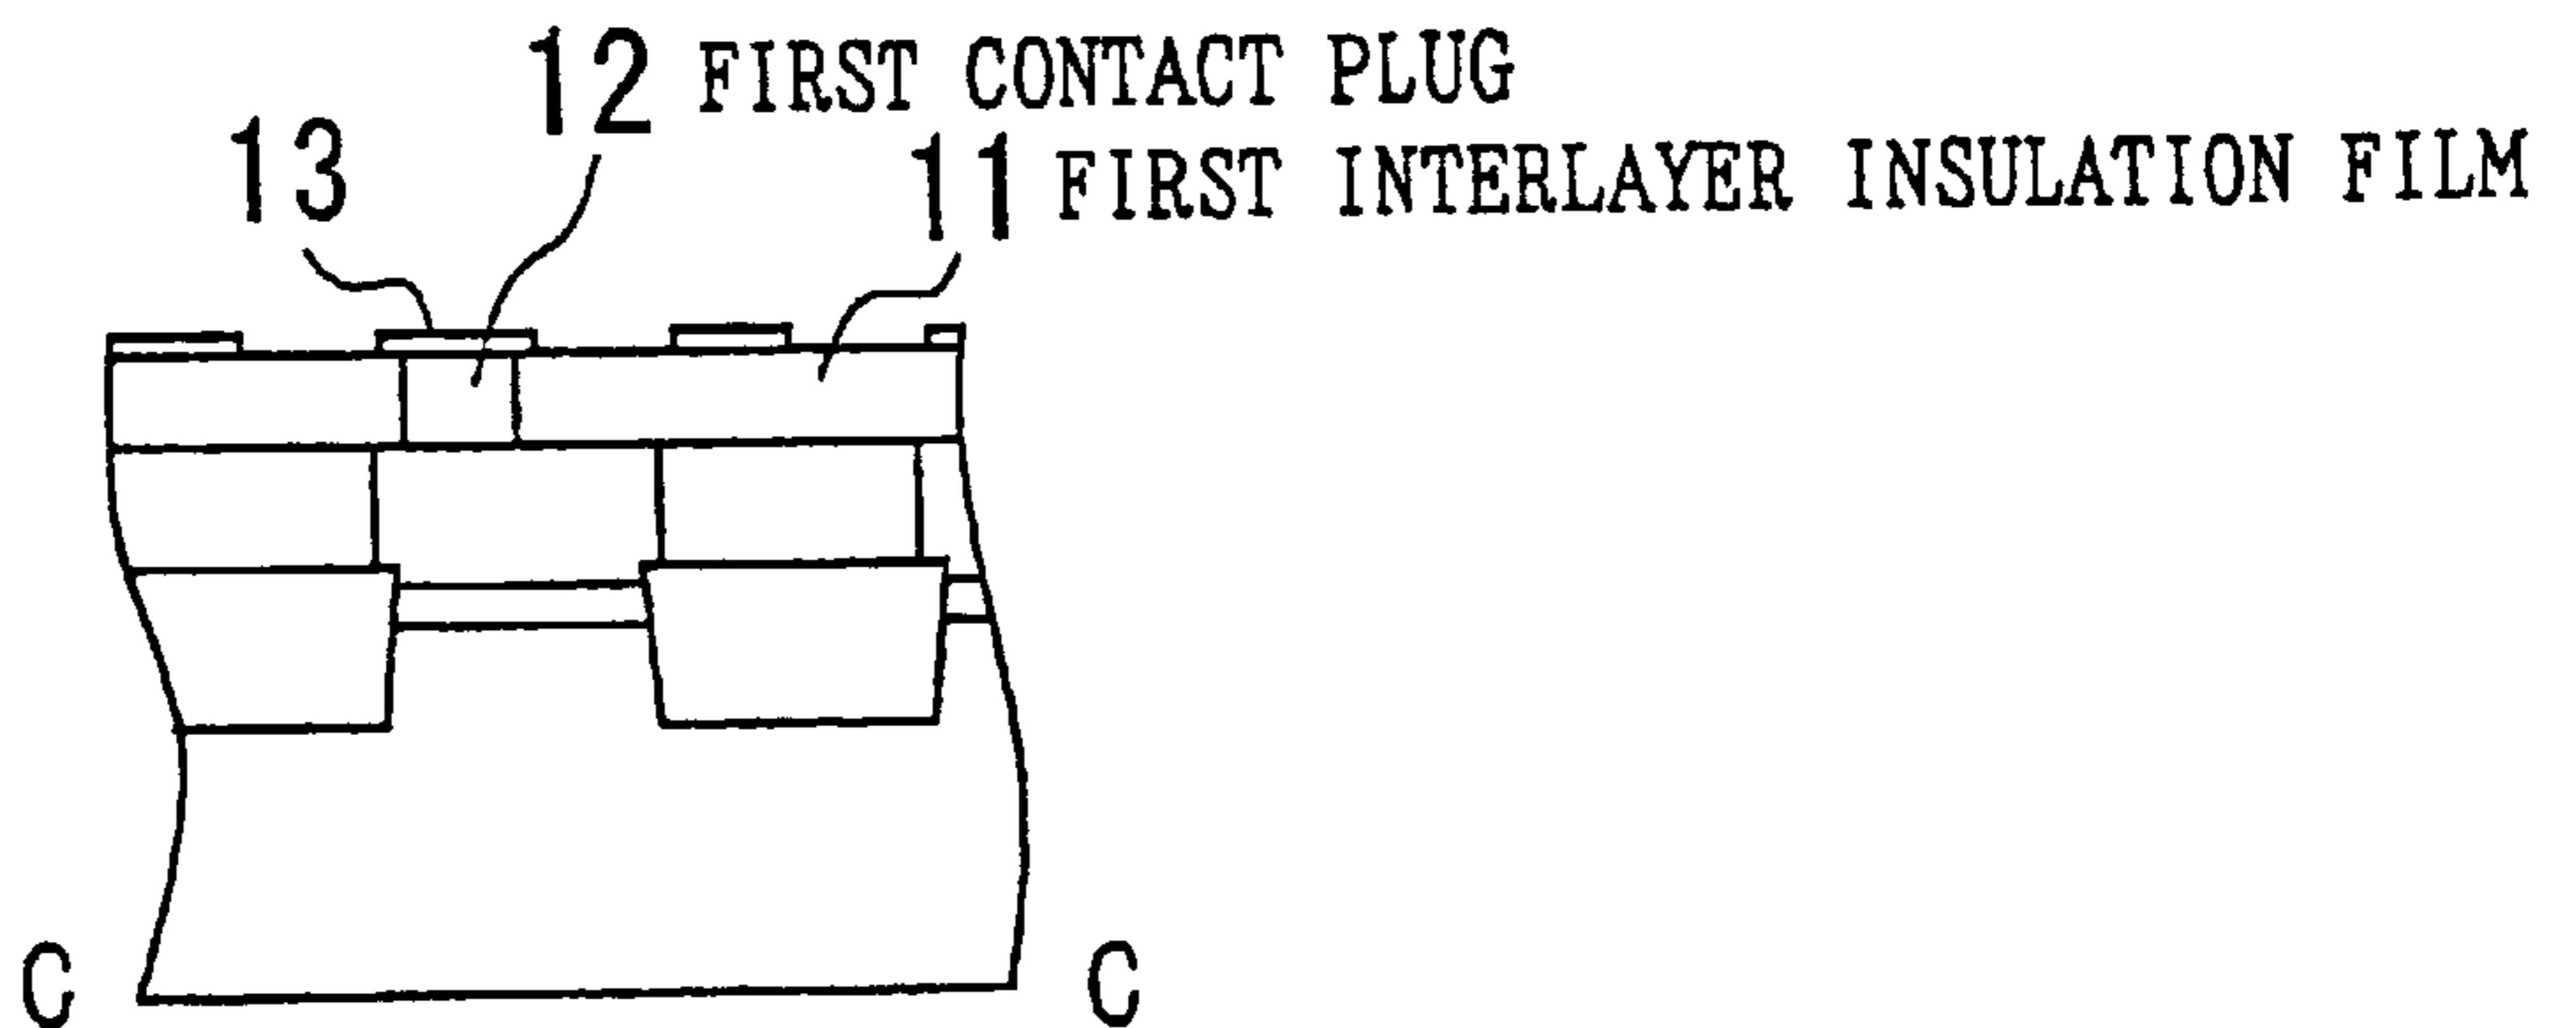 12 FIRST CONTACT PLUG
13
11 FIRST INTERLAYER INSULATION FILM
C C